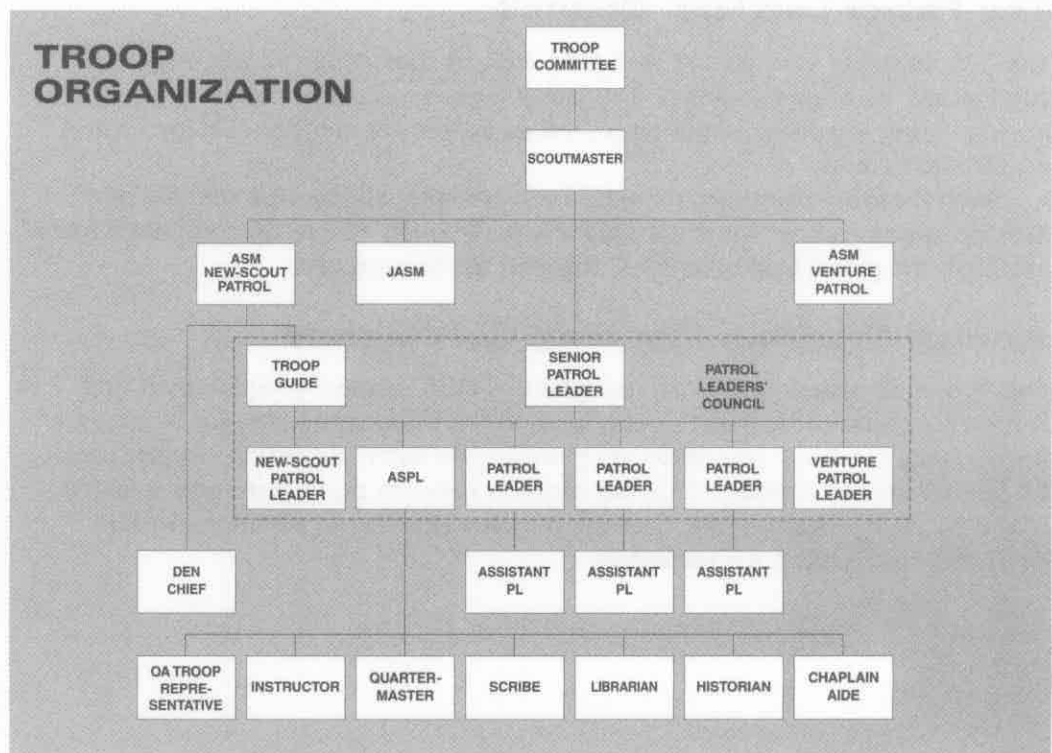 TROOP
ORGANIZATION
TROOP
COMMITTEE
SCOUTMASTER
ASM
NEW-SCOUT
PATROL
JASM
ASM
VENTURE
PATROL
TROOP
GUIDE
SENIOR
PATROL
LEADER
PATROL
LEADERS'
COUNCIL
NEW-SCOUT
PATROL
LEADER
ASPL
PATROL
LEADER
PATROL
LEADER
PATROL
LEADER
VENTURE
PATROL
LEADER
DEN
CHIEF
ASSISTANT
PL
ASSISTANT
PL
ASSISTANT
PL
OA TROOP
REPRE-
SENTATIVE
INSTRUCTOR
QUARTER-
MASTER
SCRIBE
LIBRARIAN
HISTORIAN
CHAPLAIN
AIDE